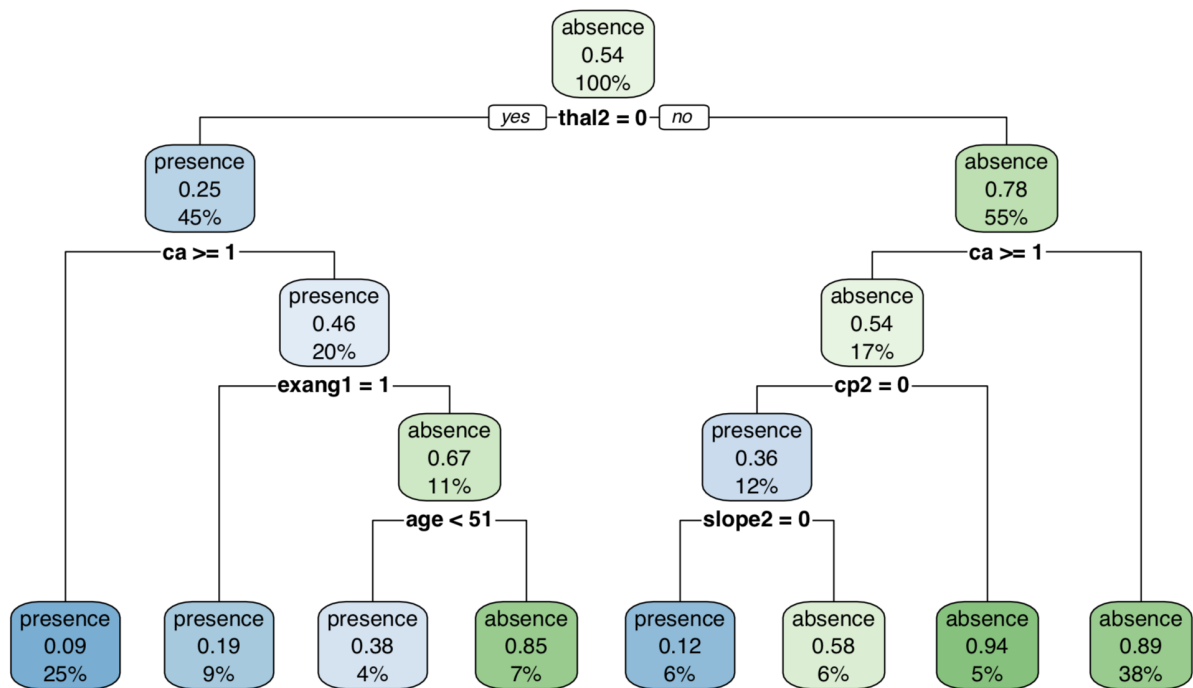 absence
0.54
100%
yes thal2 = 0 no
presence
0.25
45%
absence
0.78
55%
ca >= 1
ca >= 1
presence
0.46
20%
absence
0.54
17%
exang1 = 1
cp2 = 0
absence
0.67
11%
presence
0.36
12%
age < 51
slope2 = 0
presence
0.09
25%
presence
0.19
9%
presence
0.38
4%
absence
0.85
7%
presence
0.12
6%
absence
0.58
6%
absence
0.94
5%
absence
0.89
38%